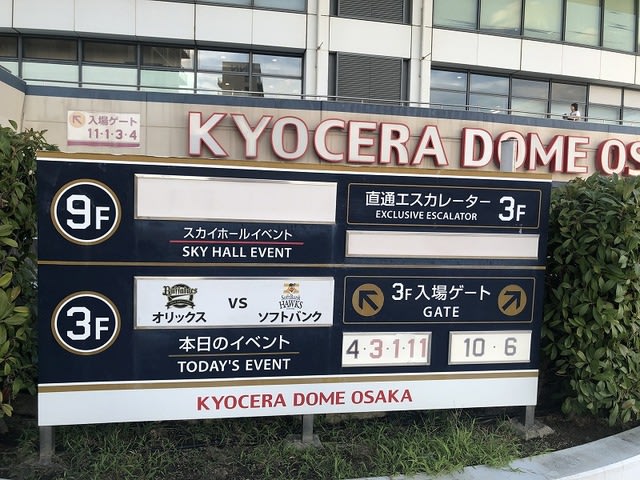 入場ゲート
11·1·3·4
KYOCERA DOME OS
9F
スカイホールイベント
SKY HALL EVENT
直通エスカレーター 3F
EXCLUSIVE ESCALATOR
3F
Buffaloes
オリックス
VS
SoftBank
HAWKS
ソフトバンク
本日のイベント
TODAY'S EVENT
3F入場ゲート
GATE
4·3·1·11
10·6
KYOCERA DOME OSAKA